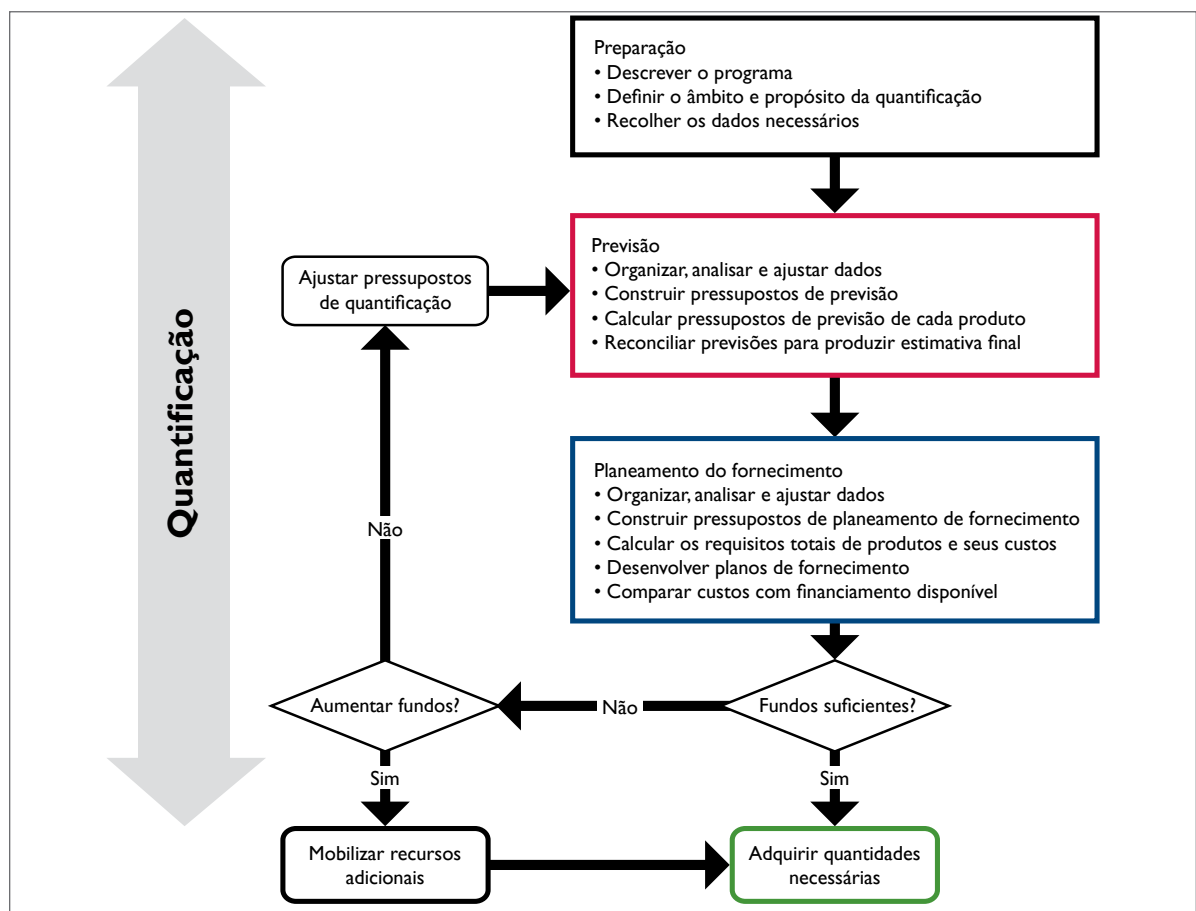 Quantificação
Preparação
• Descrever o programa
• Definir o âmbito e propósito da quantificação
• Recolher os dados necessários
Ajustar pressupostos
de quantificação
Previsão
• Organizar, analisar e ajustar dados
• Construir pressupostos de previsão
• Calcular pressupostos de previsão de cada produto
• Reconciliar previsões para produzir estimativa final
Planeamento do fornecimento
• Organizar, analisar e ajustar dados
• Construir pressupostos de planeamento de fornecimento
• Calcular os requisitos totais de produtos e seus custos
• Desenvolver planos de fornecimento
• Comparar custos com financiamento disponível
Não
Aumentar fundos?
Não
Fundos suficientes?
Sim
Sim
Mobilizar recursos
adicionais
Adquirir quantidades
necessárias